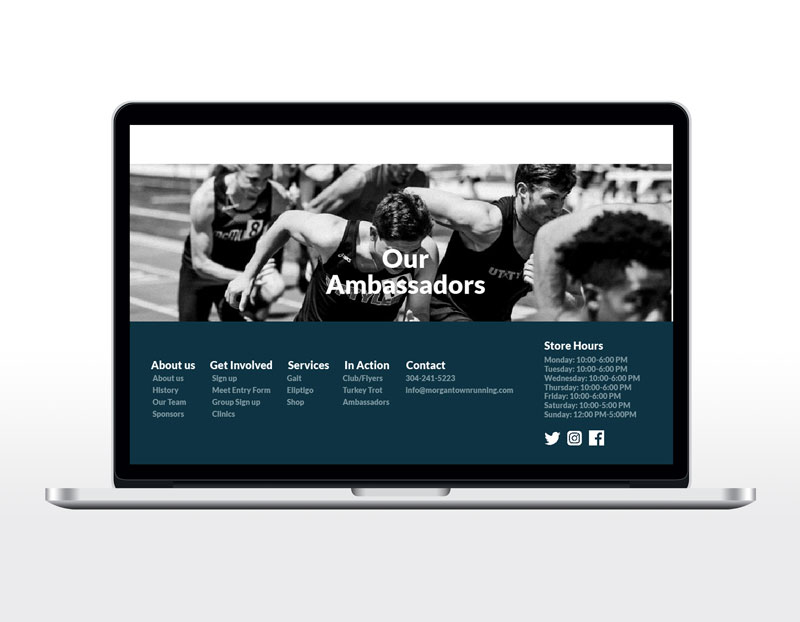 8
UT-TY
Our
Ambassadors
About us
About us
History
Our Team
Sponsors
Get Involved
Sign up
Meet Entry Form
Group Sign up
Clinics
Services
Gait
Eliptigo
Shop
In Action
Club/Flyers
Turkey Trot
Ambassadors
Contact
304-241-5223
info@morgantownrunning.com
Store Hours
Monday: 10:00-6:00 PM
Tuesday: 10:00-6:00 PM
Wednesday: 10:00-6:00 PM
Thursday: 10:00-6:00 PM
Friday: 10:00-6:00 PM
Saturday: 10:00-5:00 PM
Sunday: 12:00 PM-5:00PM